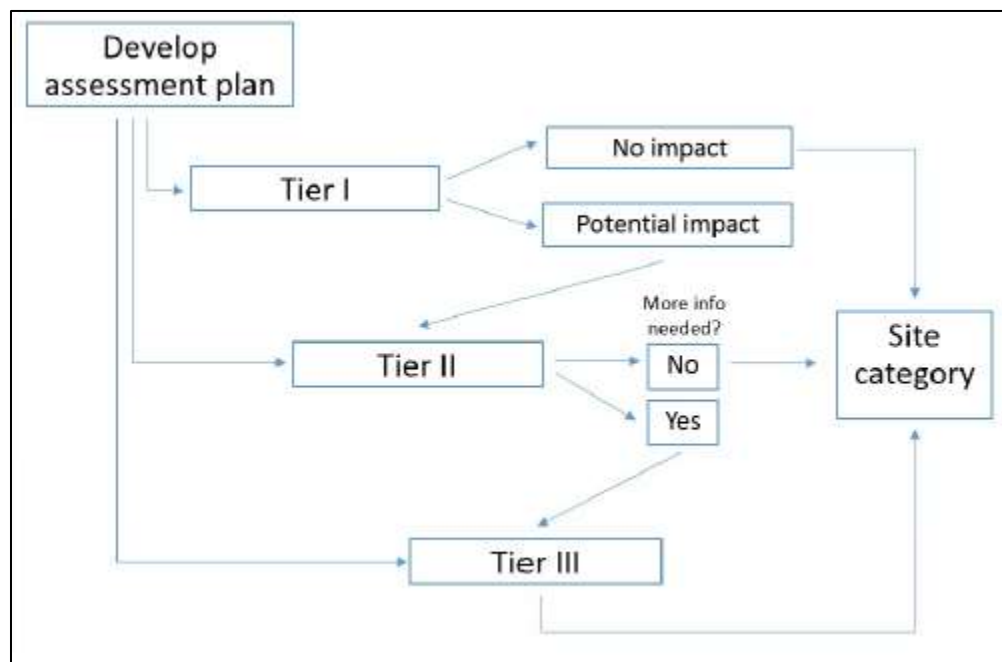 Develop
assessment plan
No impact
Tier I
Potential impact
More info
needed?
Tier II
No
Site
category
Yes
Tier III